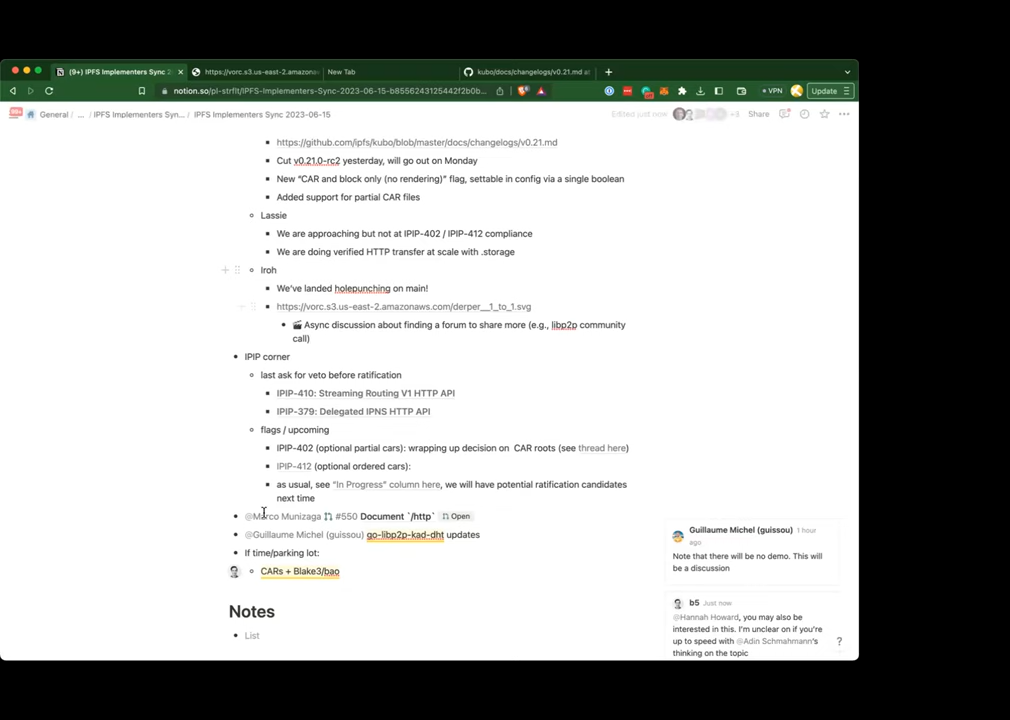 (9+) IPFS Implementers Sync 2
https://vorc.s3.us-east-2.amazona
New Tab
kubo/docs/changelogs/v0.21.md at
notion.so/pl-strflt/IPFS-Implementers-Sync-2023-06-15-b8556243125442f2b0b...
VPN
Update
General / ... / IPFS Implementers Syn... / IPFS Implementers Sync 2023-06-15
Edited just now
+3
Share
https://github.com/ipfs/kubo/blob/master/docs/changelogs/v0.21.md
Cut v0.21.0-rc2 yesterday, will go out on Monday
New “CAR and block only (no rendering)” flag, settable in config via a single boolean
Added support for partial CAR files
Lassie
We are approaching but not at IPIP-402 / IPIP-412 compliance
We are doing verified HTTP transfer at scale with .storage
Iroh
We’ve landed holepunching on main!
https://vorc.s3.us-east-2.amazonaws.com/derper__1_to_1.svg
🎬 Async discussion about finding a forum to share more (e.g., libp2p community
call)
IPIP corner
last ask for veto before ratification
IPIP-410: Streaming Routing V1 HTTP API
IPIP-379: Delegated IPNS HTTP API
flags / upcoming
IPIP-402 (optional partial cars): wrapping up decision on CAR roots (see thread here)
IPIP-412 (optional ordered cars):
as usual, see “In Progress” column here, we will have potential ratification candidates
next time
@Marco Munizaga #550 Document `/http` Open
@Guillaume Michel (guissou) go-libp2p-kad-dht updates
If time/parking lot:
CARs + Blake3/bao
Notes
List
Guillaume Michel (guissou) 1 hour
ago
Note that there will be no demo. This will
be a discussion
b5 Just now
@Hannah Howard, you may also be
interested in this. I'm unclear on if you're
up to speed with @Adin Schmahmann's
thinking on the topic
?